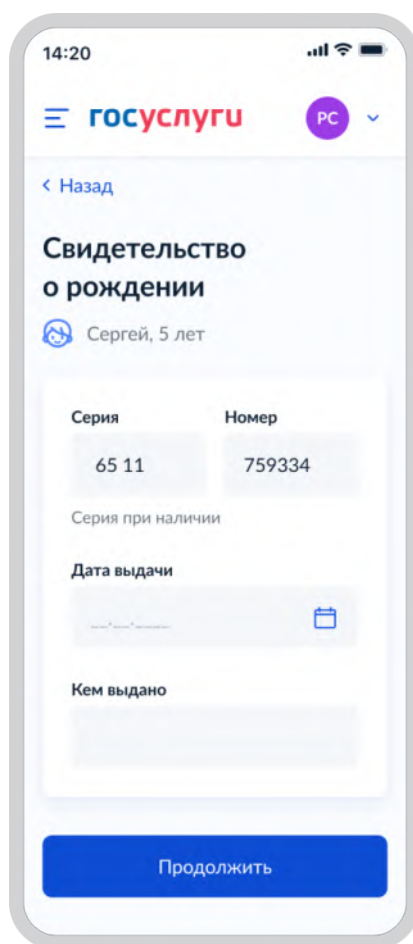 14:20
госуслуги
РС
Назад
Свидетельство
о рождении
Сергей, 5 лет
Серия Номер
65 11 759334
Серия при наличии
Дата выдачи
__.__.____
Кем выдано
Продолжить